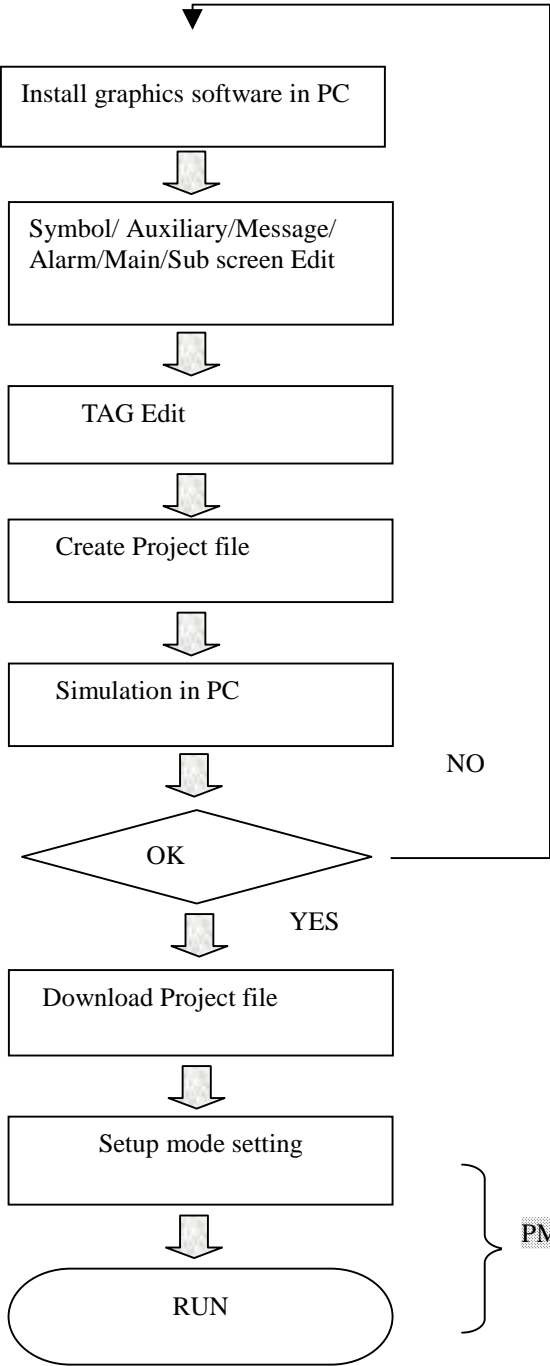 Install graphics software in PC
Symbol/ Auxiliary/Message/
Alarm/Main/Sub screen Edit
TAG Edit
Create Project file
Simulation in PC
NO
OK
YES
Download Project file
Setup mode setting
PM
RUN